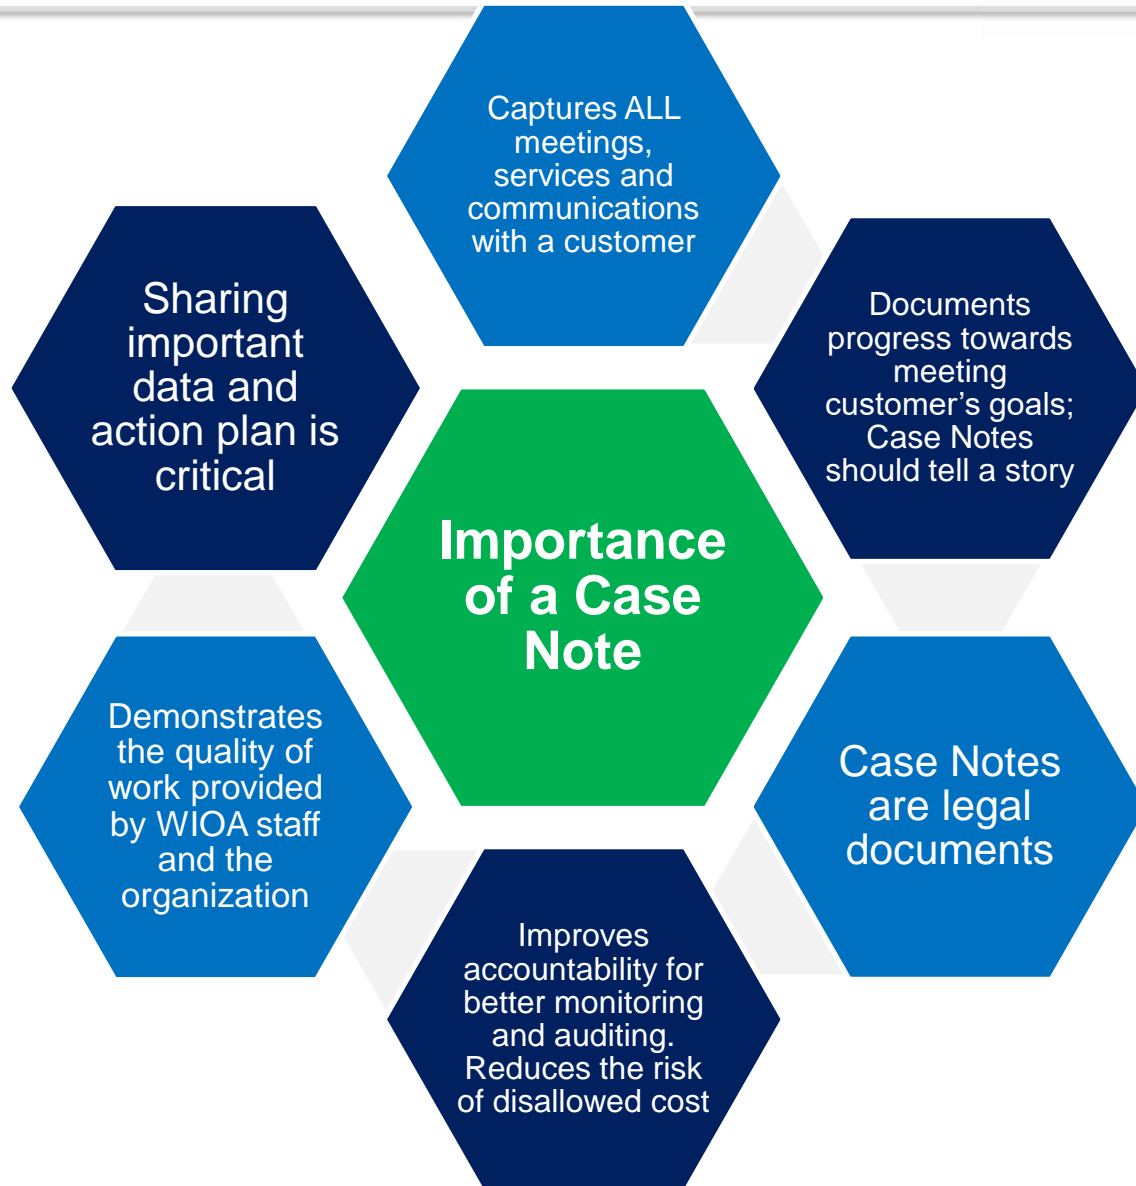 Captures ALL
meetings,
services and
communications
with a customer
Sharing
important
data and
action plan is
critical
Documents
progress towards
meeting
customer’s goals;
Case Notes
should tell a story
Importance
of a Case
Note
Demonstrates
the quality of
work provided
by WIOA staff
and the
organization
Case Notes
are legal
documents
Improves
accountability for
better monitoring
and auditing.
Reduces the risk
of disallowed cost